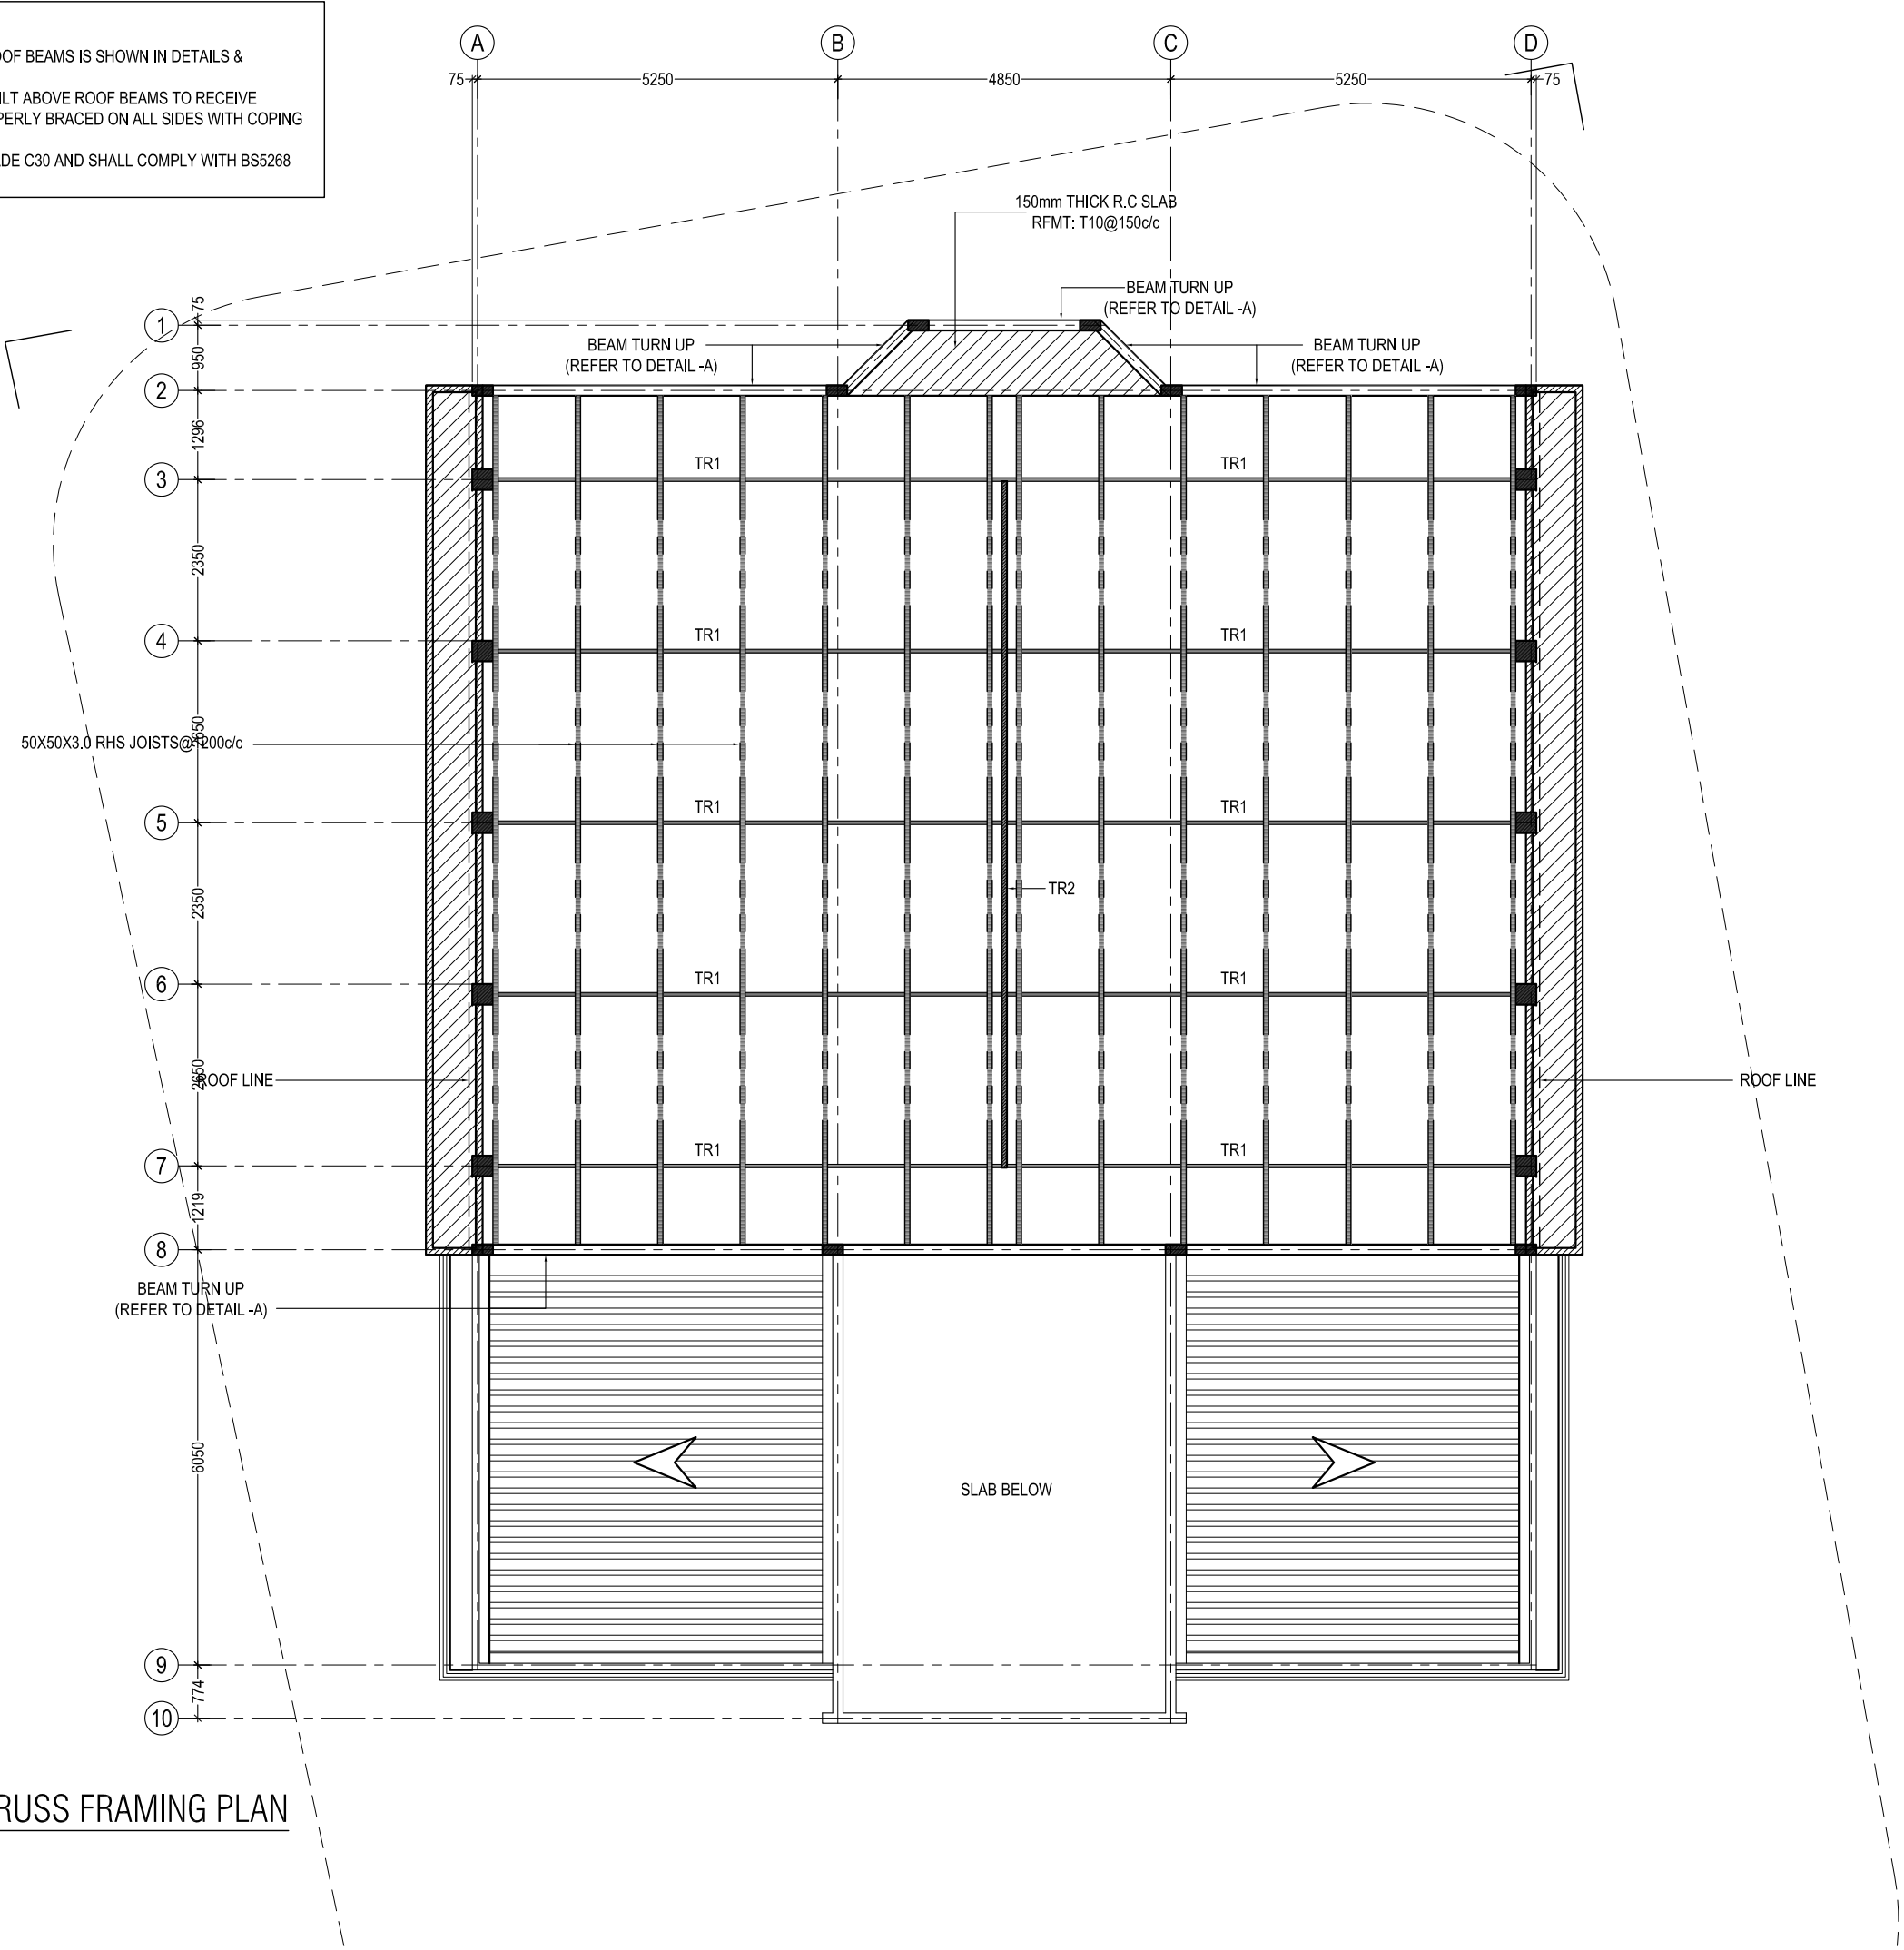 OOF BEAMS IS SHOWN IN DETAILS &
ILT ABOVE ROOF BEAMS TO RECEIVE
PERLY BRACED ON ALL SIDES WITH COPING
ADE C30 AND SHALL COMPLY WITH BS5268
A
B
C
D
75
5250
4850
5250
75
150mm THICK R.C SLAB
RFMT: T10@150c/c
BEAM TURN UP
(REFER TO DETAIL -A)
BEAM TURN UP
(REFER TO DETAIL -A)
BEAM TURN UP
(REFER TO DETAIL -A)
75
1
950
2
1296
3
TR1
TR1
2350
4
TR1
TR1
2650
50X50X3.0 RHS JOISTS@1200c/c
5
TR1
TR1
2350
TR2
6
TR1
TR1
2650
ROOF LINE
ROOF LINE
7
TR1
TR1
1219
8
BEAM TURN UP
(REFER TO DETAIL -A)
6050
SLAB BELOW
9
774
10
RUSS FRAMING PLAN